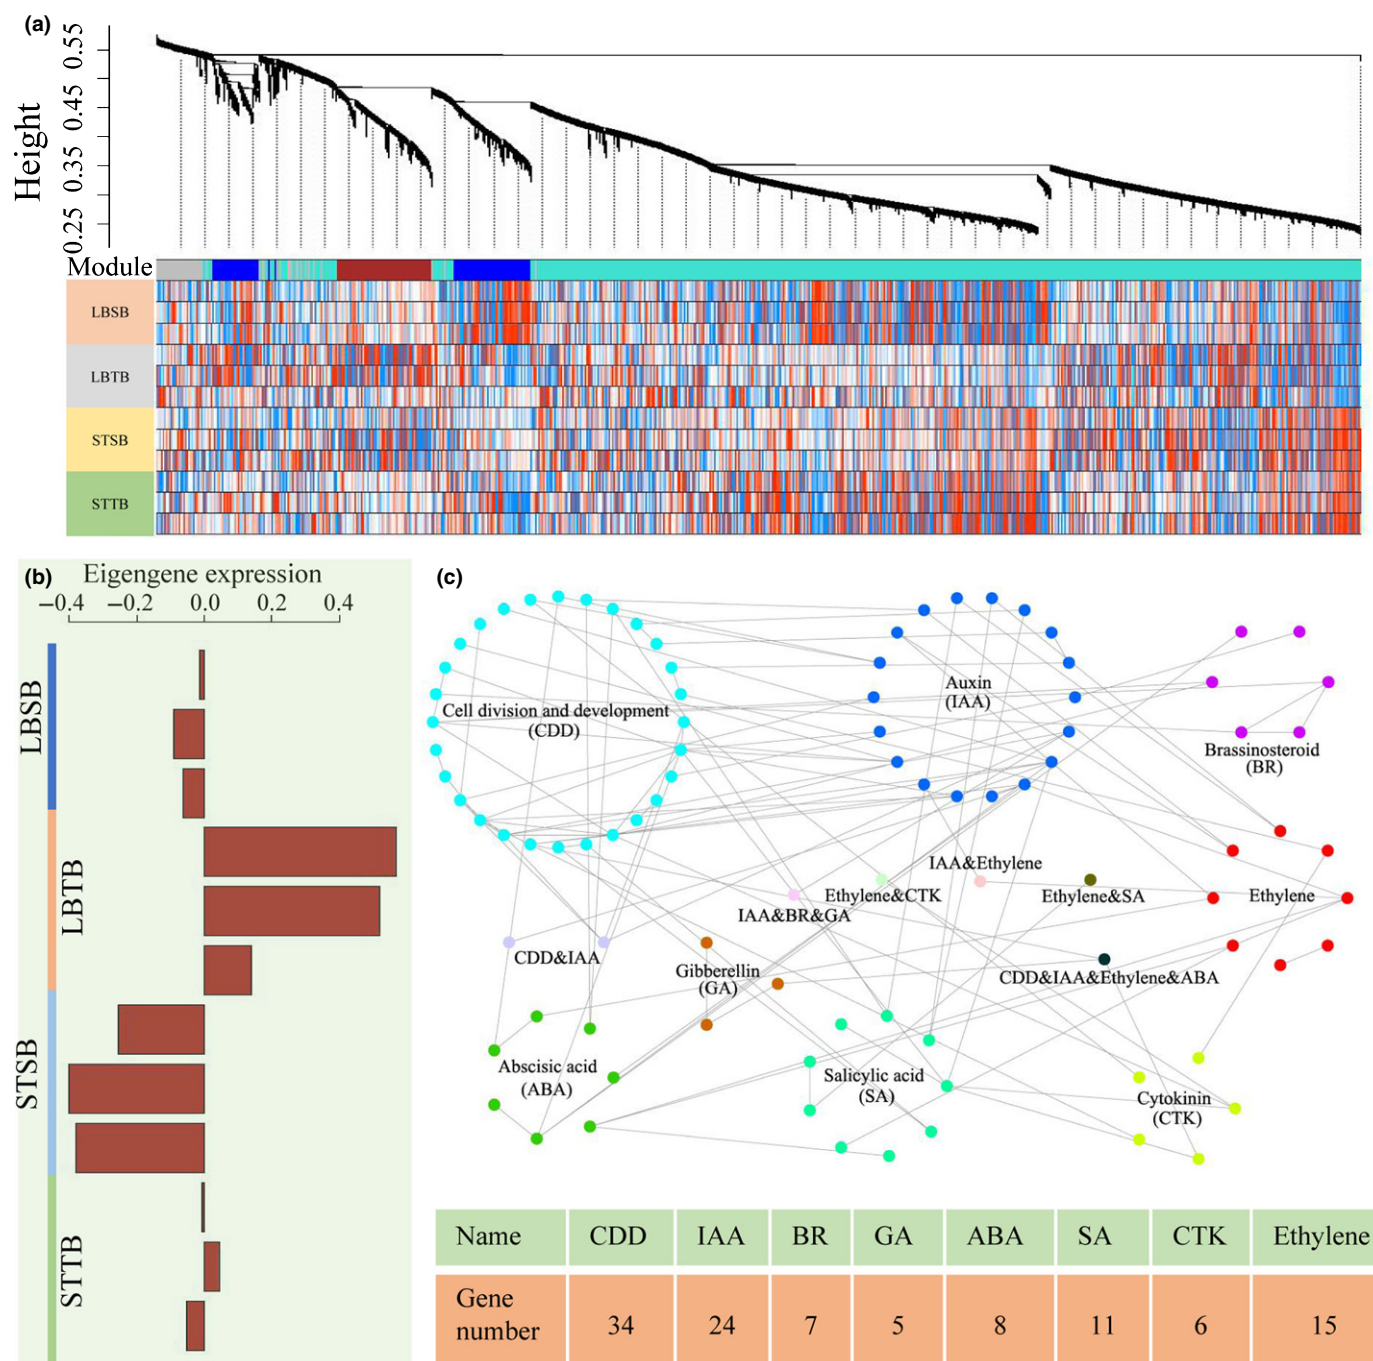 (a)
Height
0.55
0.45
0.35
0.25
Module
LBSB
LBTB
STSB
STTB
(b)
Eigengene expression
−0.4 −0.2 0.0 0.2 0.4
LBSB
LBTB
STSB
STTB
(c)
Cell division and development
(CDD)
Auxin
(IAA)
Brassinosteroid
(BR)
IAA&Ethylene
Ethylene&CTK
Ethylene&SA
Ethylene
IAA&BR&GA
CDD&IAA
Gibberellin
(GA)
CDD&IAA&Ethylene&ABA
Abscisic acid
(ABA)
Salicylic acid
(SA)
Cytokinin
(CTK)
Name CDD IAA BR GA ABA SA CTK Ethylene
Gene
number 34 24 7 5 8 11 6 15